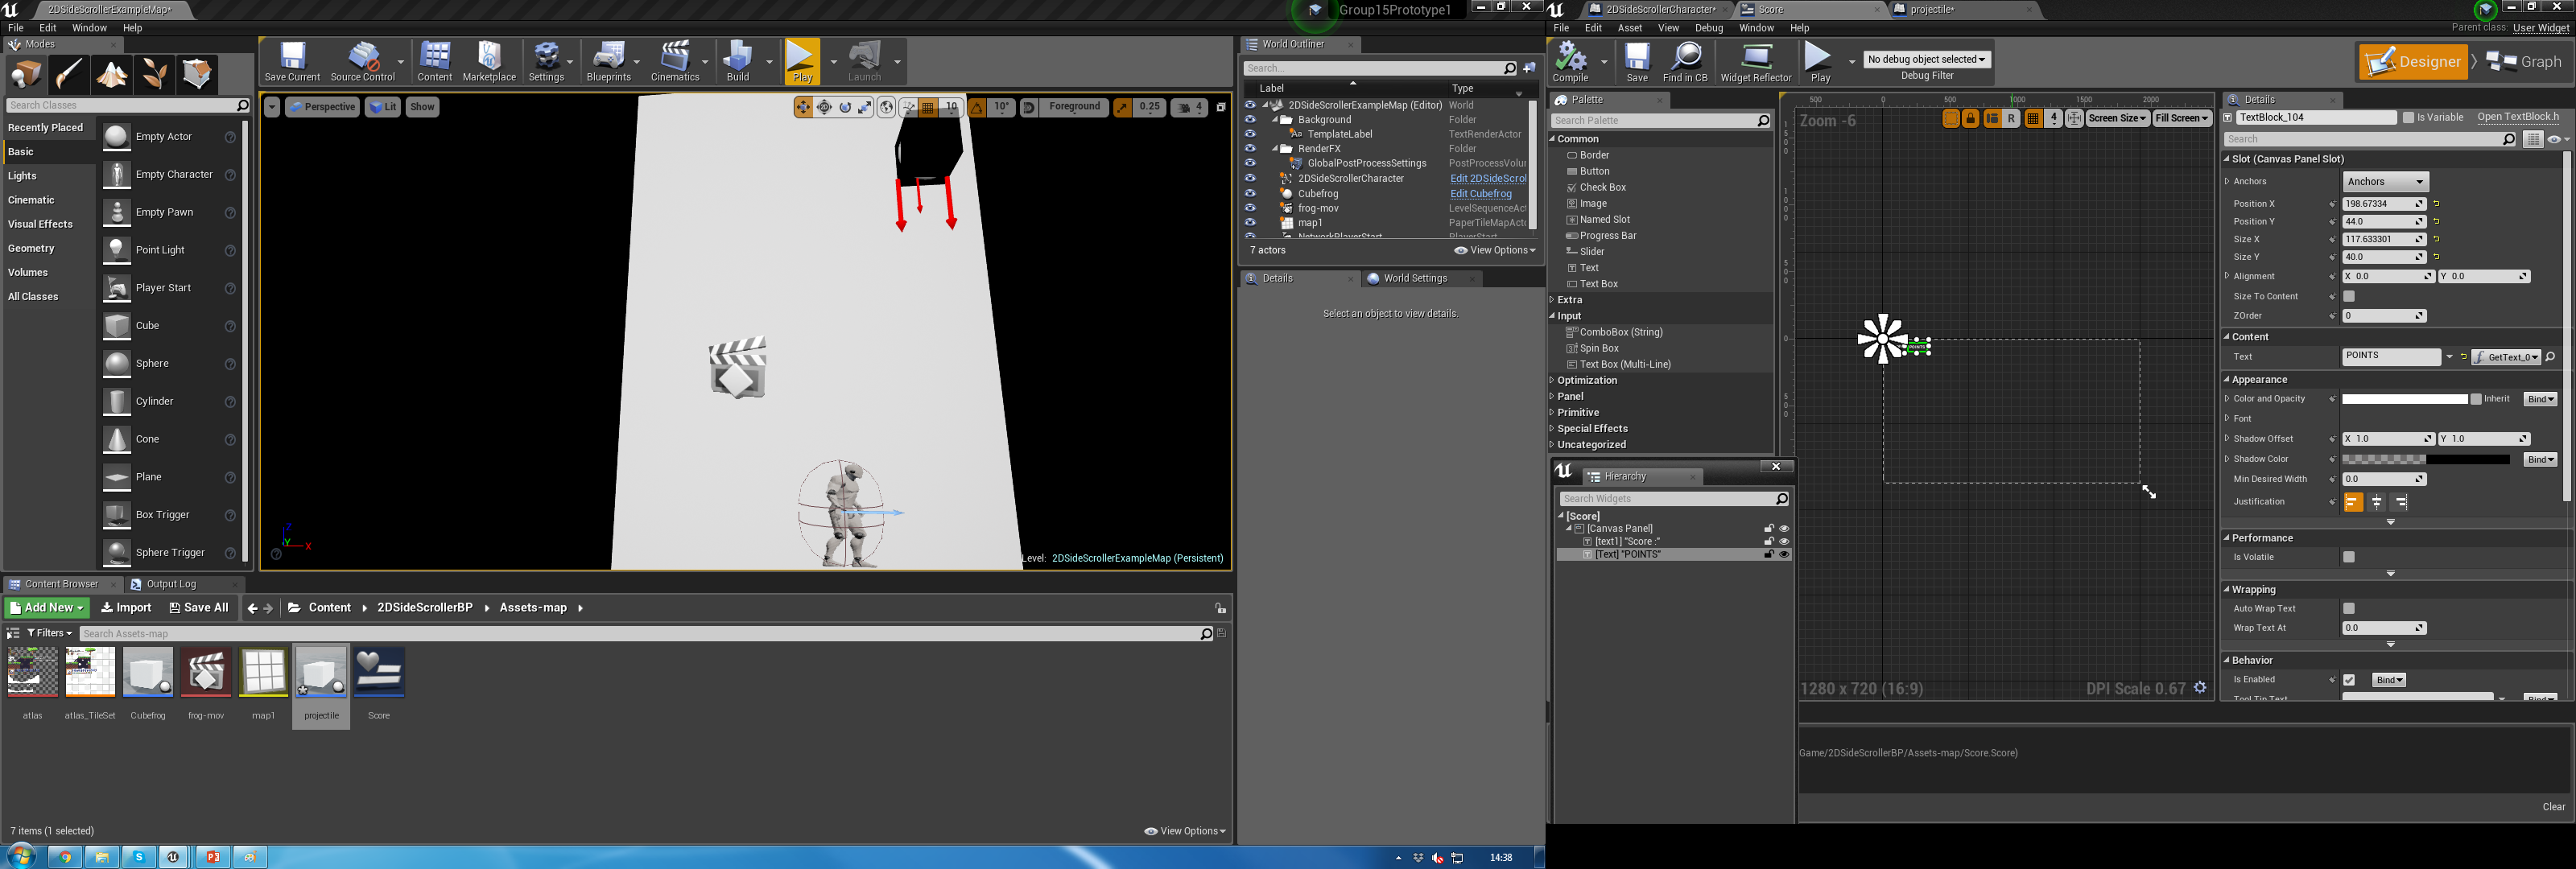 2DSideScrollerExampleMap*
Group15Prototype1
File Edit Window Help
Modes
Save Current Source Control Content Marketplace Settings Blueprints Cinematics Build Play Launch
Search Classes
Recently Placed
Basic
Lights
Cinematic
Visual Effects
Geometry
Volumes
All Classes
Empty Actor
Empty Character
Empty Pawn
Point Light
Player Start
Cube
Sphere
Cylinder
Cone
Plane
Box Trigger
Sphere Trigger
Perspective Lit Show
10 10° Foreground 0.25 4
Z
Y
X
Level: 2DSideScrollerExampleMap (Persistent)
World Outliner
Search...
Label Type
2DSideScrollerExampleMap (Editor) World
Background Folder
TemplateLabel TextRenderActor
RenderFX Folder
GlobalPostProcessSettings PostProcessVolu
2DSideScrollerCharacter Edit 2DSideScrol
Cubefrog Edit Cubefrog
frog-mov LevelSequenceAct
map1 PaperTileMapActo
NetworkPlayerStart PlayerStart
7 actors View Options
Details World Settings
Select an object to view details.
Content Browser Output Log
Add New Import Save All Content 2DSideScrollerBP Assets-map
Filters Search Assets-map
atlas atlas_TileSet Cubefrog frog-mov map1 projectile Score
7 items (1 selected) View Options
14:38
2DSideScrollerCharacter* Score projectile*
File Edit Asset View Debug Window Help
Parent class: User Widget
Compile Save Find in CB Widget Reflector Play
No debug object selected
Debug Filter
Designer Graph
Palette
Search Palette
Common
Border
Button
Check Box
Image
Named Slot
Progress Bar
Slider
Text
Text Box
Extra
Input
ComboBox (String)
Spin Box
Text Box (Multi-Line)
Optimization
Panel
Primitive
Special Effects
Uncategorized
Hierarchy
Search Widgets
[Score]
[Canvas Panel]
[text1] "Score :"
[Text] "POINTS"
500 0 500 1000 1500 2000
Zoom -6
R 4 Screen Size Fill Screen
POINTS
1280 x 720 (16:9)
DPI Scale 0.67
Game/2DSideScrollerBP/Assets-map/Score.Score)
Clear
Details
TextBlock_104 Is Variable Open TextBlock.h
Search
Slot (Canvas Panel Slot)
Anchors Anchors
Position X 198.67334
Position Y 44.0
Size X 117.633301
Size Y 40.0
Alignment X 0.0 Y 0.0
Size To Content
ZOrder 0
Content
Text POINTS GetText_0
Appearance
Color and Opacity Inherit Bind
Font
Shadow Offset X 1.0 Y 1.0
Shadow Color Bind
Min Desired Width 0.0
Justification
Performance
Is Volatile
Wrapping
Auto Wrap Text
Wrap Text At 0.0
Behavior
Is Enabled Bind
Tool Tip Text Bind